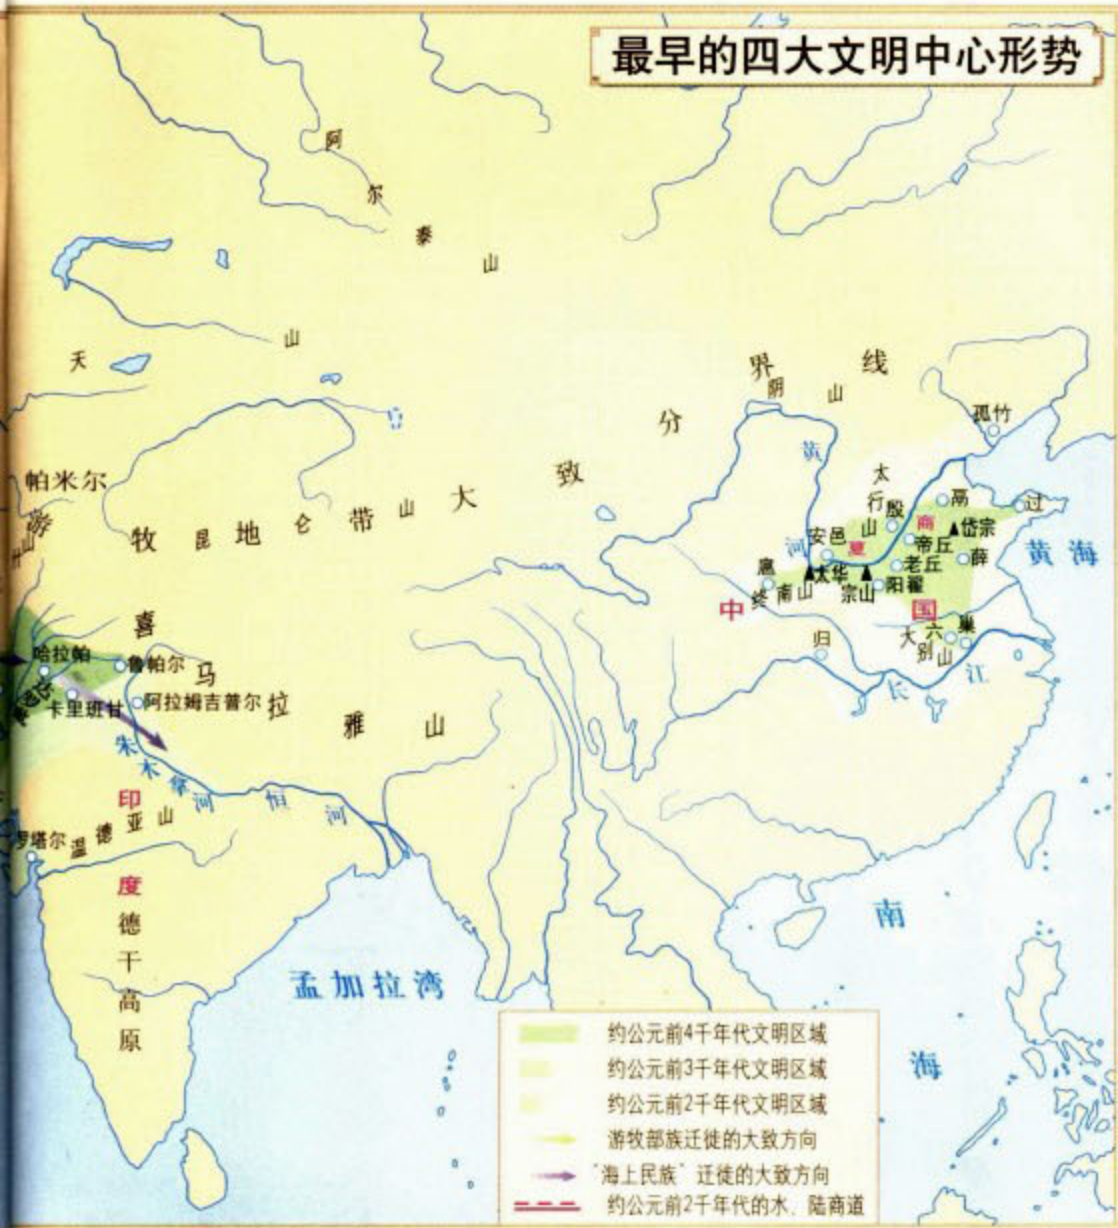 最早的四大文明中心形势
阿尔泰山
天山
游牧地带大致分界线
阴山
孤竹
黄河
太行山
殷
鬲
过
商
岱宗
安邑
夏
帝丘
黄海
老丘
薛
扈
太华
宗山
阳翟
终南山
中国
六
巢
大别山
归
长江
帕米尔
昆仑山
喜马拉雅山
哈拉帕
鲁帕尔
卡里班甘
阿拉姆吉普尔
朱木拿河
恒河
印度
温德亚山
罗塔尔
德干高原
孟加拉湾
南海
约公元前4千年代文明区域
约公元前3千年代文明区域
约公元前2千年代文明区域
游牧部族迁徙的大致方向
“海上民族”迁徙的大致方向
约公元前2千年代的水、陆商道